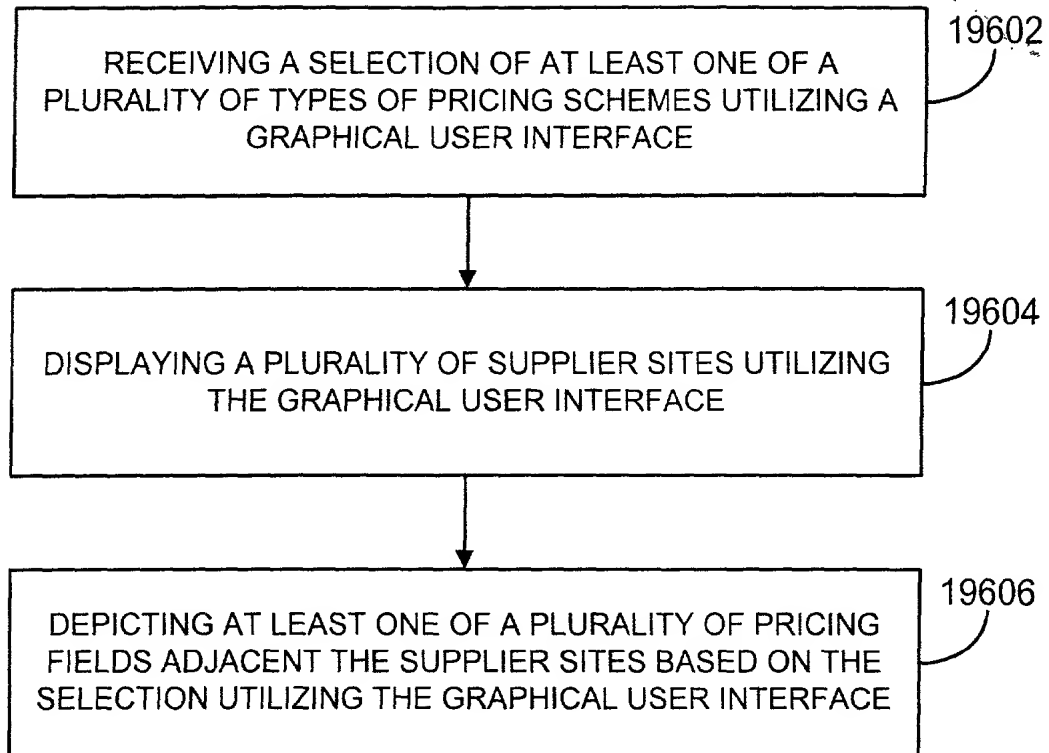 19602
RECEIVING A SELECTION OF AT LEAST ONE OF A
PLURALITY OF TYPES OF PRICING SCHEMES UTILIZING A
GRAPHICAL USER INTERFACE
19604
DISPLAYING A PLURALITY OF SUPPLIER SITES UTILIZING
THE GRAPHICAL USER INTERFACE
19606
DEPICTING AT LEAST ONE OF A PLURALITY OF PRICING
FIELDS ADJACENT THE SUPPLIER SITES BASED ON THE
SELECTION UTILIZING THE GRAPHICAL USER INTERFACE